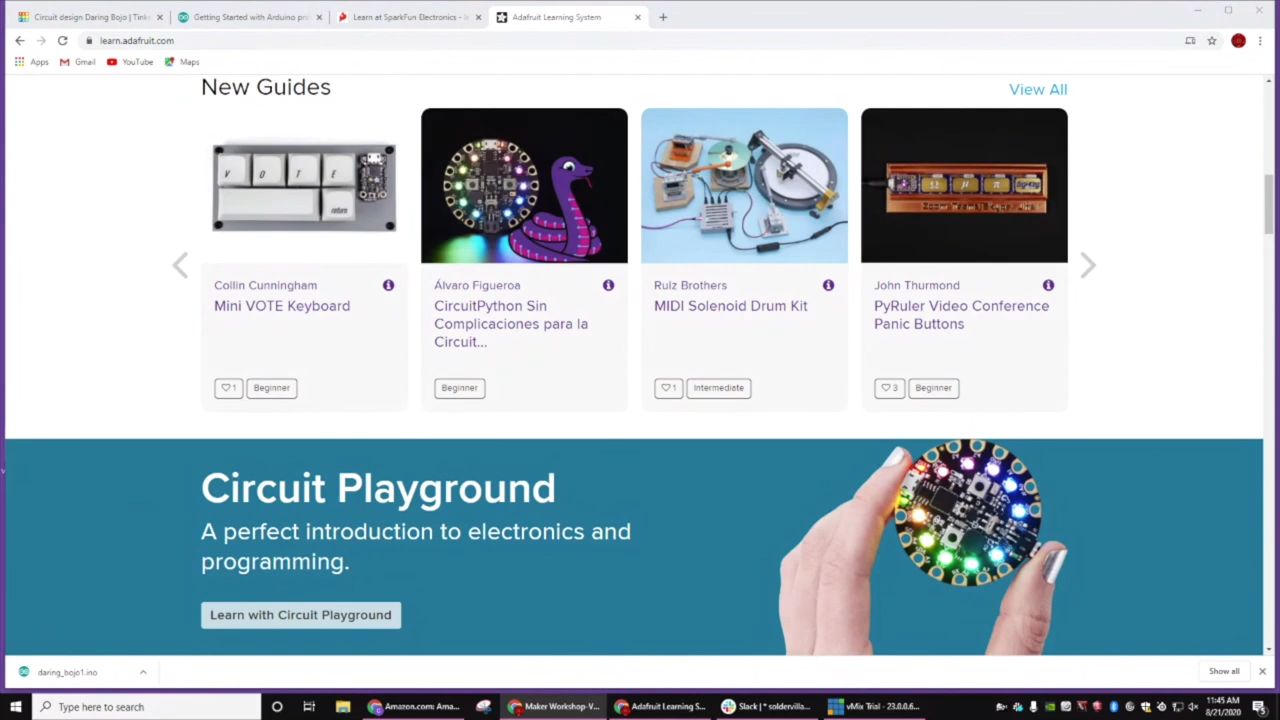 Circuit design Daring Bojo | Tink
Getting Started with Arduino pro
Learn at SparkFun Electronics - le
Adafruit Learning System
learn.adafruit.com
Apps
Gmail
YouTube
Maps
New Guides
View All
V O T E
return
Collin Cunningham
Mini VOTE Keyboard
1
Beginner
Álvaro Figueroa
CircuitPython Sin
Complicaciones para la
Circuit...
Beginner
Ruiz Brothers
MIDI Solenoid Drum Kit
1
Intermediate
John Thurmond
PyRuler Video Conference
Panic Buttons
3
Beginner
Circuit Playground
A perfect introduction to electronics and
programming.
Learn with Circuit Playground
daring_bojo1.ino
Show all
Type here to search
Amazon.com: Ama...
Maker Workshop-V...
Adafruit Learning S...
Slack | * soldervilla...
vMix Trial - 23.0.0.6...
11:45 AM
8/21/2020